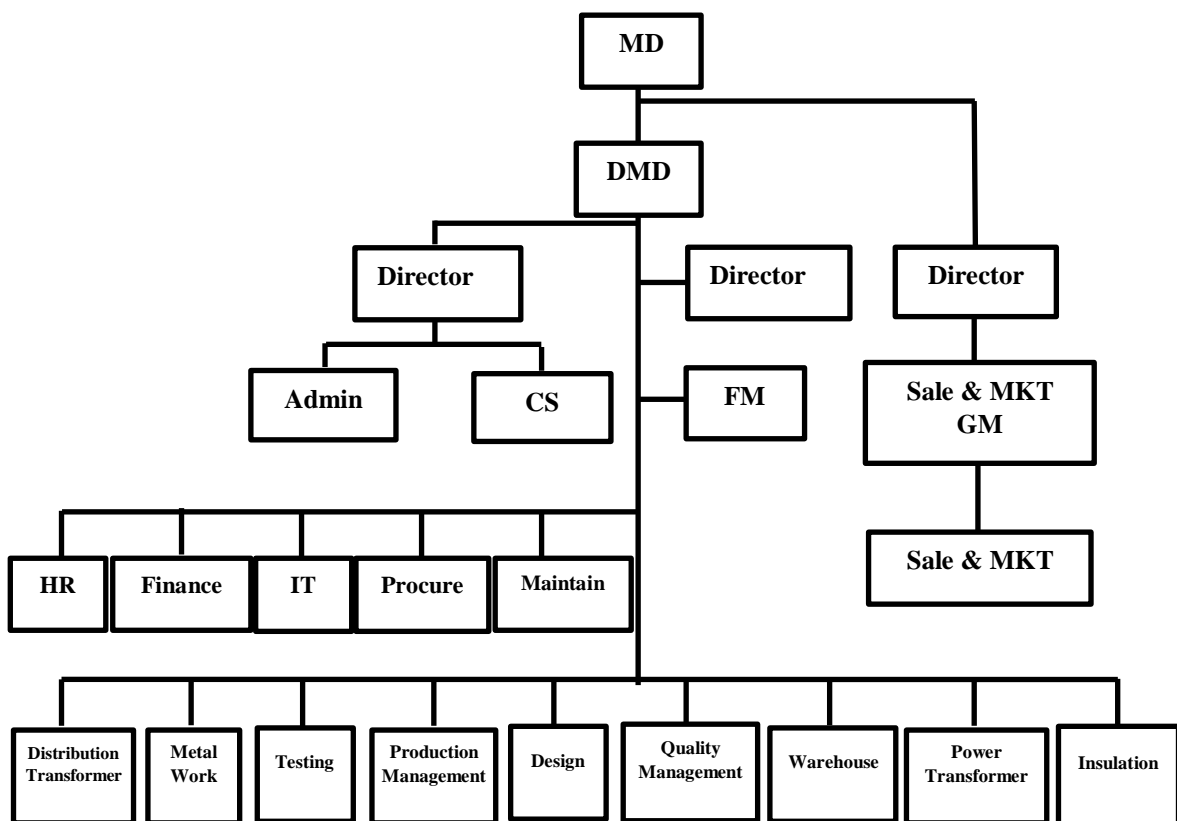 MD
DMD
Director
Director
Director
Admin
CS
FM
Sale & MKT
GM
HR
Finance
IT
Procure
Maintain
Sale & MKT
Distribution
Transformer
Metal
Work
Testing
Production
Management
Design
Quality
Management
Warehouse
Power
Transformer
Insulation